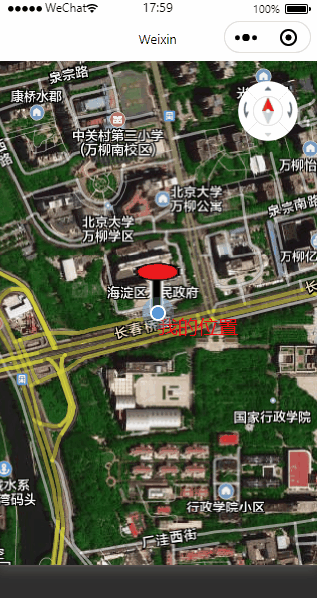 WeChat
17:59
100%
Weixin
泉宗路
康桥水郡
中关村第三小学
(万柳南校区)
万柳怡
北京大学
万柳公寓
泉宗南路
北京大学
万柳学区
万柳亿
海淀区人民政府
长春桥
我的位置
国家行政学院
行政学院小区
水系
湾码头
厂洼西街